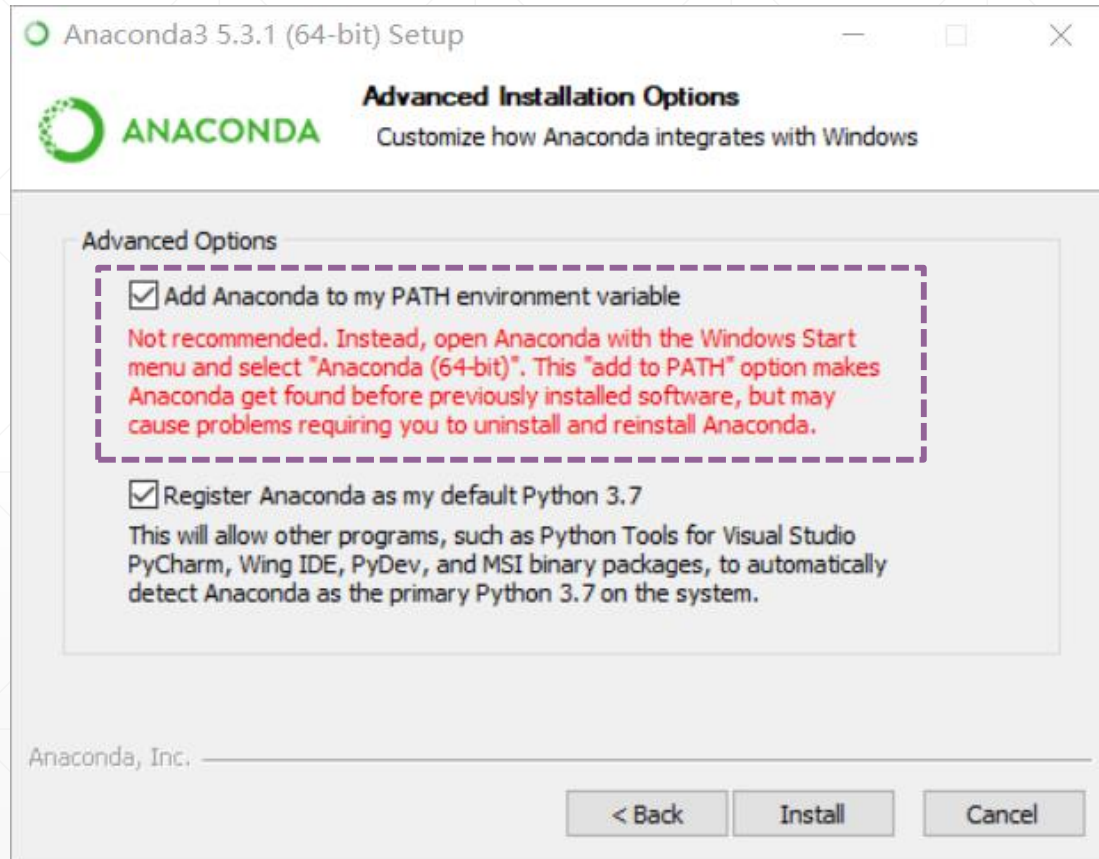 Anaconda3 5.3.1 (64-bit) Setup
ANACONDA
Advanced Installation Options
Customize how Anaconda integrates with Windows
Advanced Options
Add Anaconda to my PATH environment variable
Not recommended. Instead, open Anaconda with the Windows Start
menu and select "Anaconda (64-bit)". This "add to PATH" option makes
Anaconda get found before previously installed software, but may
cause problems requiring you to uninstall and reinstall Anaconda.
Register Anaconda as my default Python 3.7
This will allow other programs, such as Python Tools for Visual Studio
PyCharm, Wing IDE, PyDev, and MSI binary packages, to automatically
detect Anaconda as the primary Python 3.7 on the system.
Anaconda, Inc.
< Back
Install
Cancel